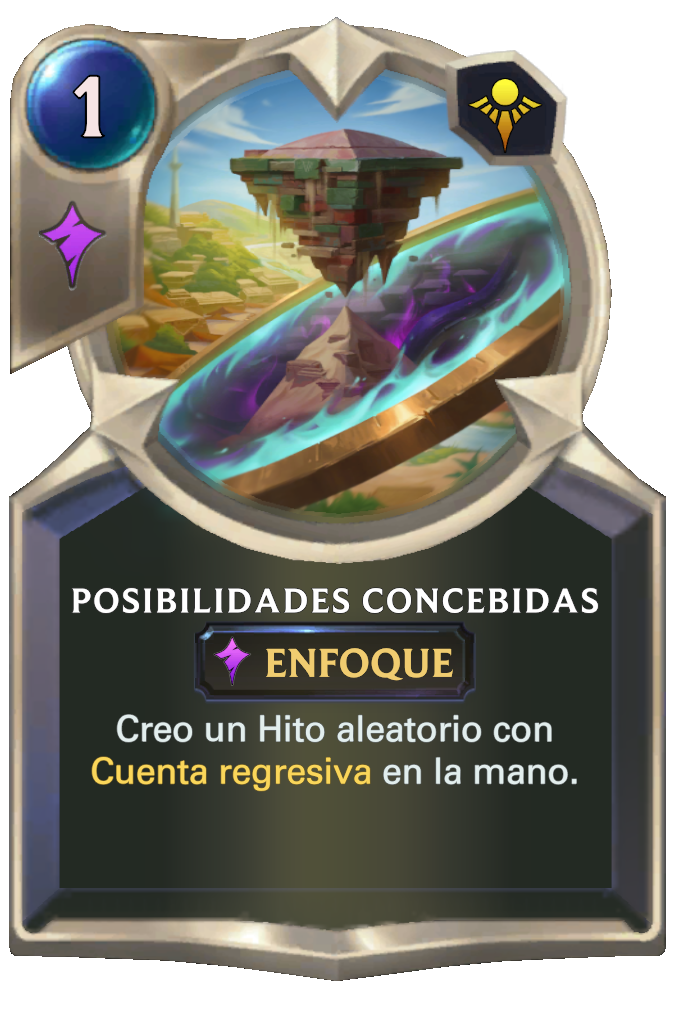 1
POSIBILIDADES CONCEBIDAS
ENFOQUE
Creo un Hito aleatorio con
Cuenta regresiva en la mano.